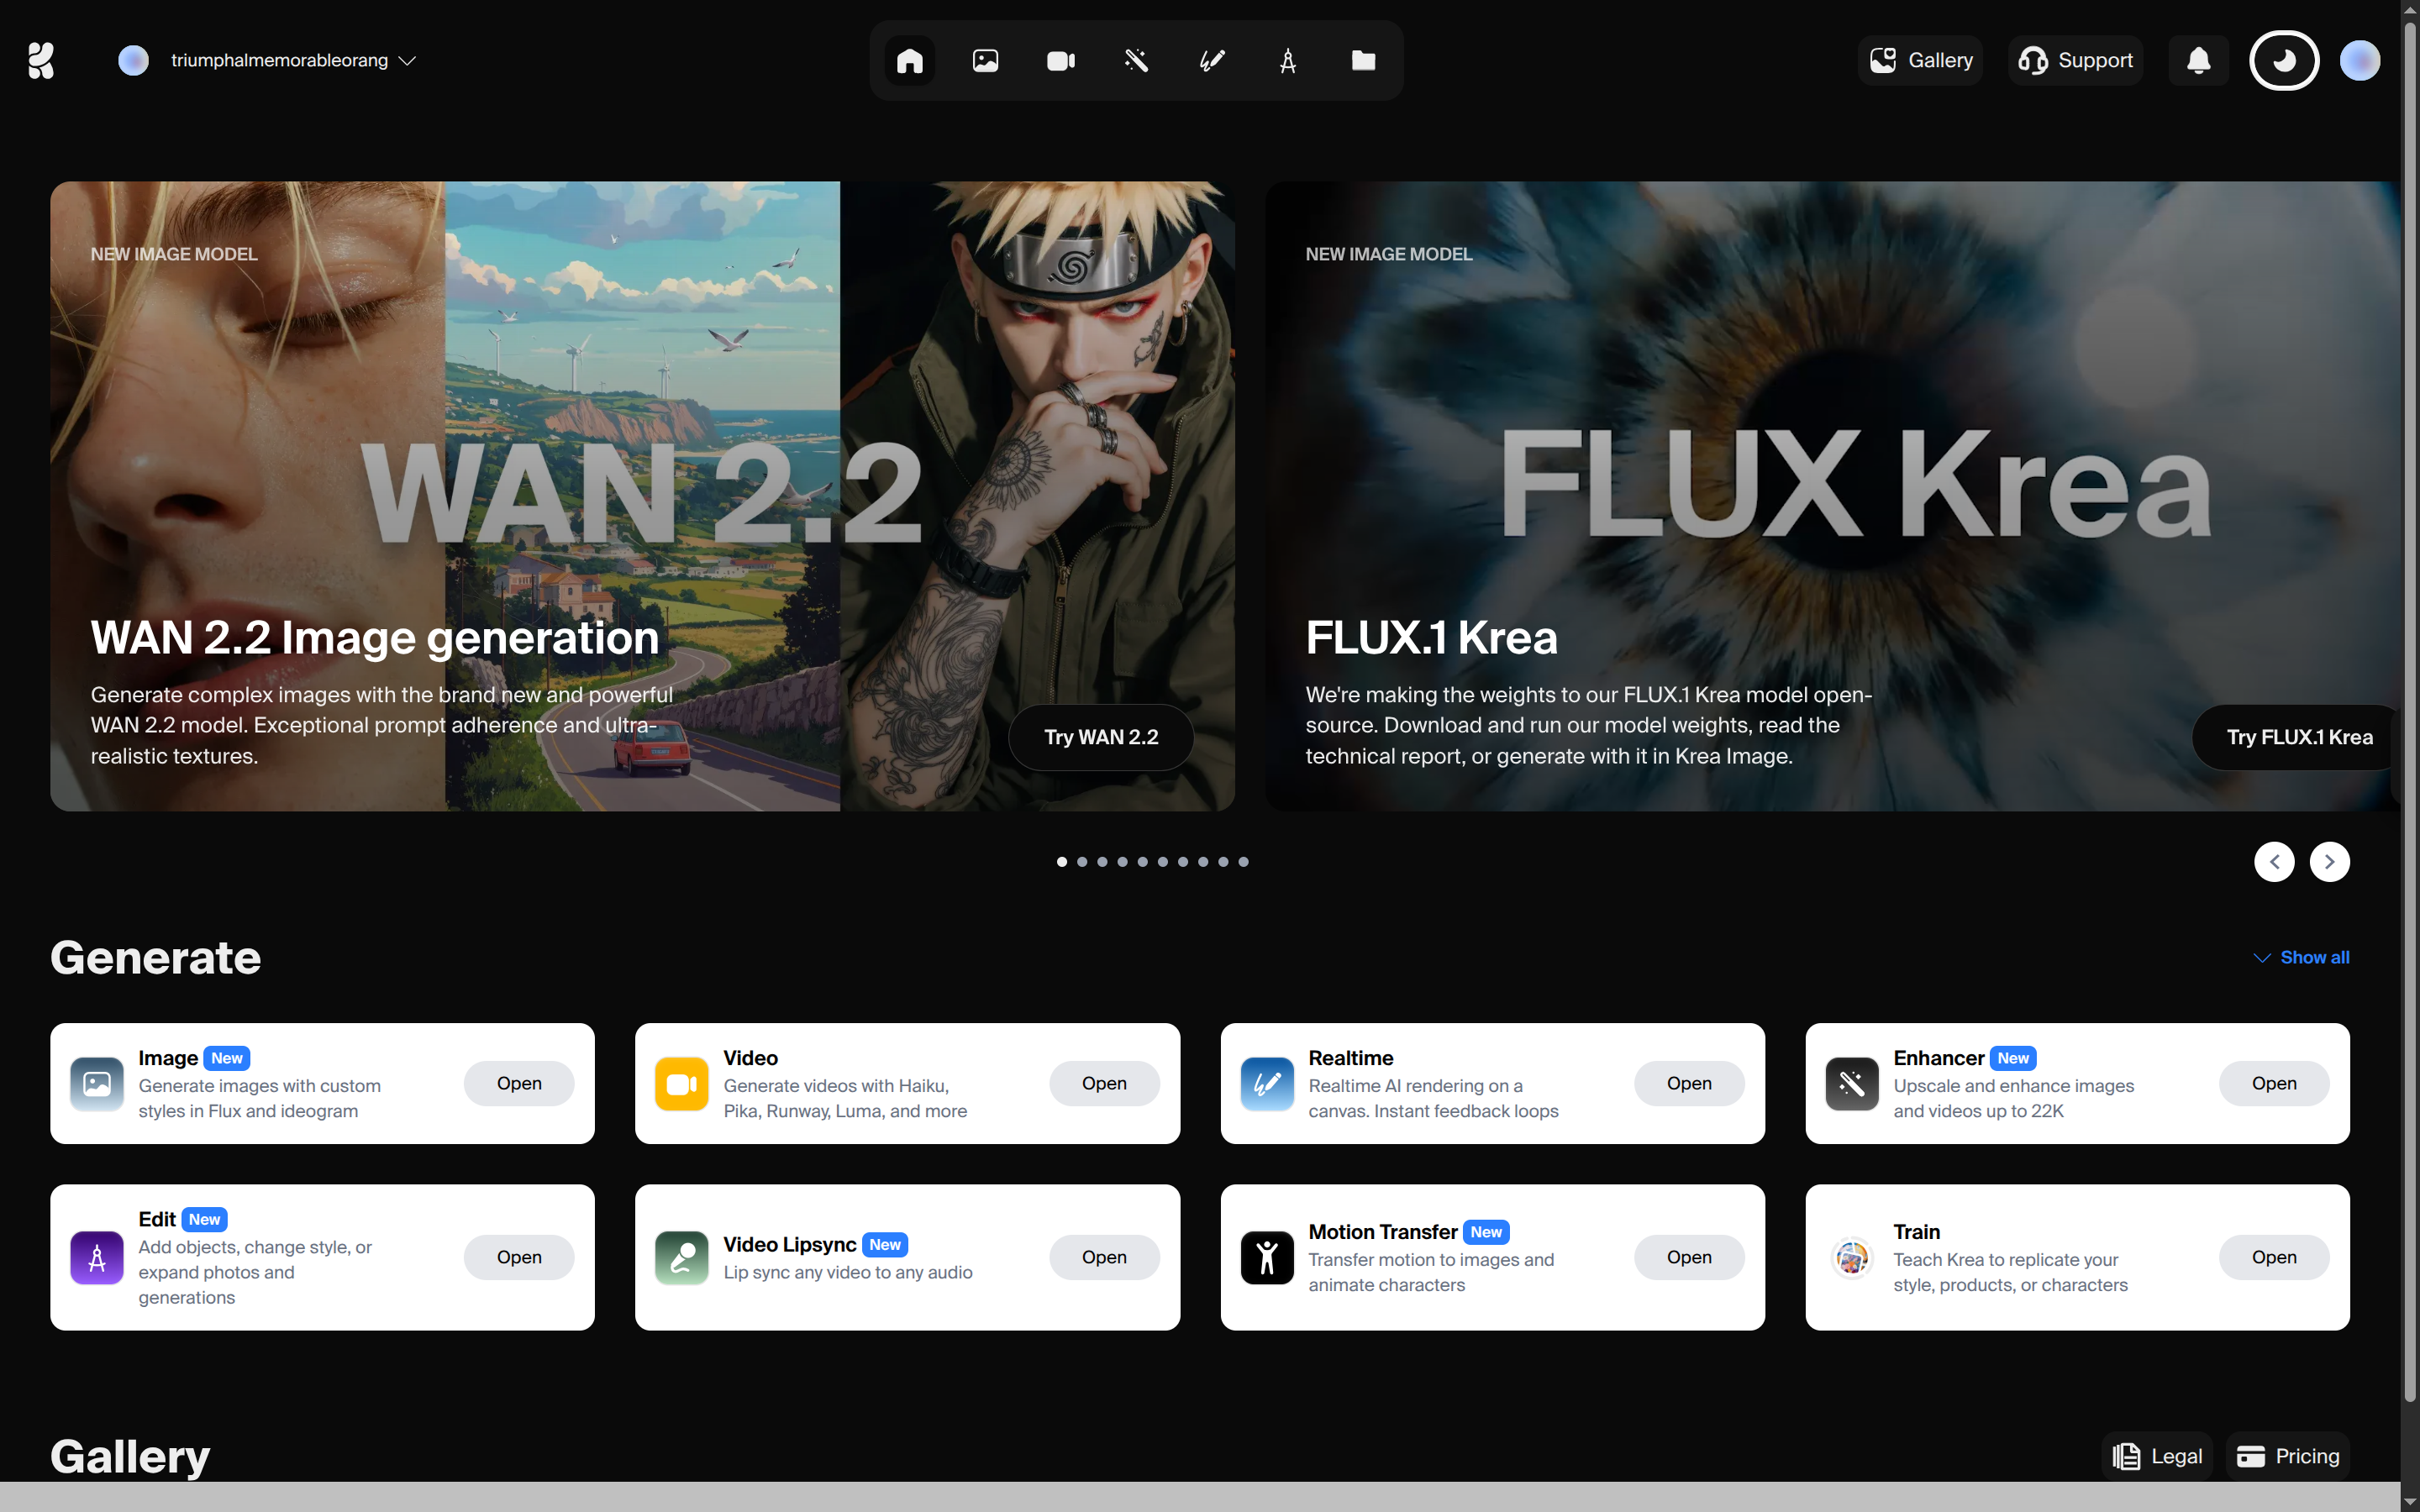 triumphalmemorableorang
Gallery
Support
NEW IMAGE MODEL
WAN 2.2
WAN 2.2 Image generation
Generate complex images with the brand new and powerful
WAN 2.2 model. Exceptional prompt adherence and ultra-
realistic textures.
Try WAN 2.2
NEW IMAGE MODEL
FLUX Krea
FLUX.1 Krea
We're making the weights to our FLUX.1 Krea model open-
source. Download and run our model weights, read the
technical report, or generate with it in Krea Image.
Try FLUX.1 Krea
Generate
Show all
Image New
Generate images with custom
styles in Flux and ideogram
Open
Video
Generate videos with Haiku,
Pika, Runway, Luma, and more
Open
Realtime
Realtime AI rendering on a
canvas. Instant feedback loops
Open
Enhancer New
Upscale and enhance images
and videos up to 22K
Open
Edit New
Add objects, change style, or
expand photos and
generations
Open
Video Lipsync New
Lip sync any video to any audio
Open
Motion Transfer New
Transfer motion to images and
animate characters
Open
Train
Teach Krea to replicate your
style, products, or characters
Open
Gallery
Legal
Pricing